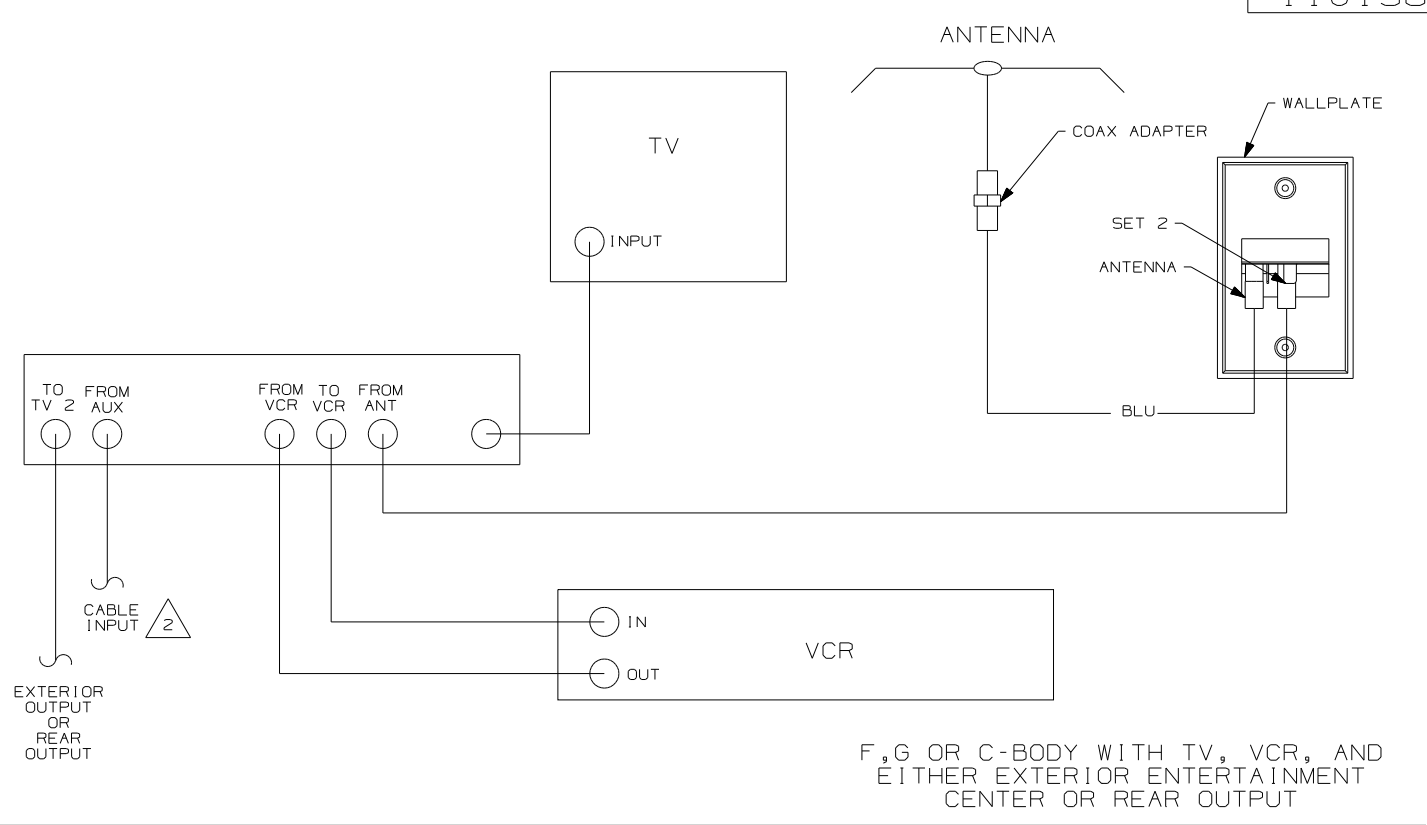 ANTENNA
WALLPLATE
COAX ADAPTER
TV
SET 2
INPUT
ANTENNA
TO
TV 2
FROM
AUX
FROM
VCR
TO
VCR
FROM
ANT
BLU
CABLE
INPUT
2
IN
VCR
OUT
EXTERIOR
OUTPUT
OR
REAR
OUTPUT
F,G OR C-BODY WITH TV, VCR, AND
EITHER EXTERIOR ENTERTAINMENT
CENTER OR REAR OUTPUT